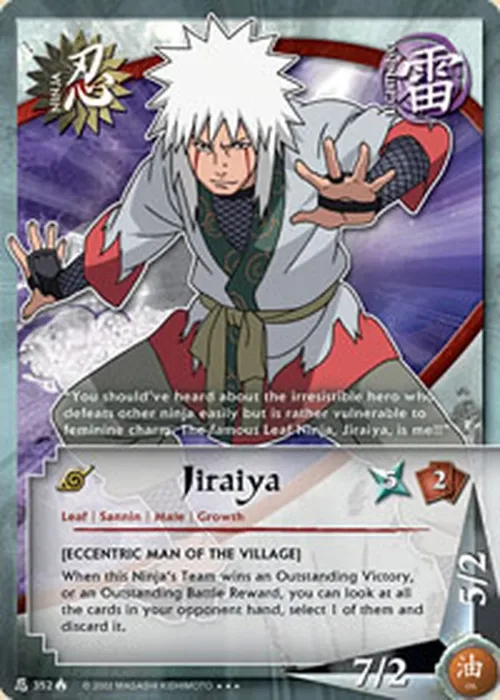 NINJA
忍
LIGHTNING
雷
"You should've heard about the irresistible hero who
defeats other ninja easily but is rather vulnerable to
feminine charm. The famous Leaf Ninja, Jiraiya, is me!!"
Jiraiya
5
2
Leaf | Sannin | Male | Growth
[ECCENTRIC MAN OF THE VILLAGE]
When this Ninja's Team wins an Outstanding Victory,
or an Outstanding Battle Reward, you can look at all
the cards in your opponent hand, select 1 of them and
discard it.
5/2
7/2
油
OIL
352
© 2002 MASASHI KISHIMOTO